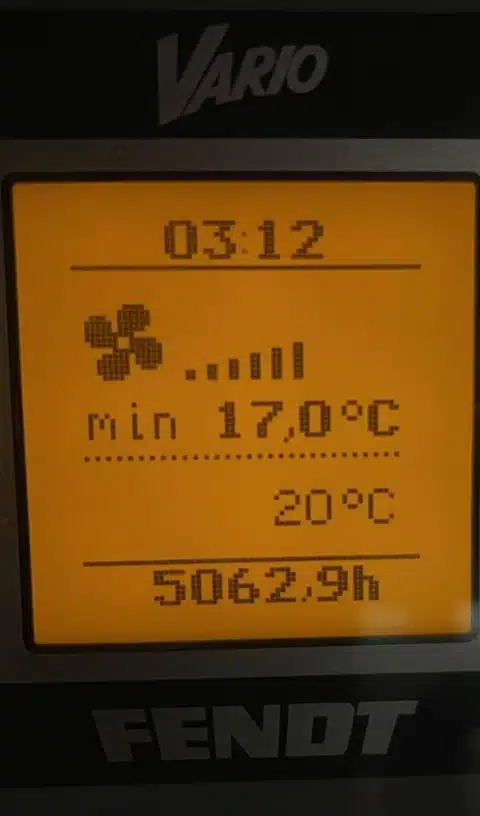 VARIO
03:12
min 17,0°C
20°C
5062,9h
FENDT